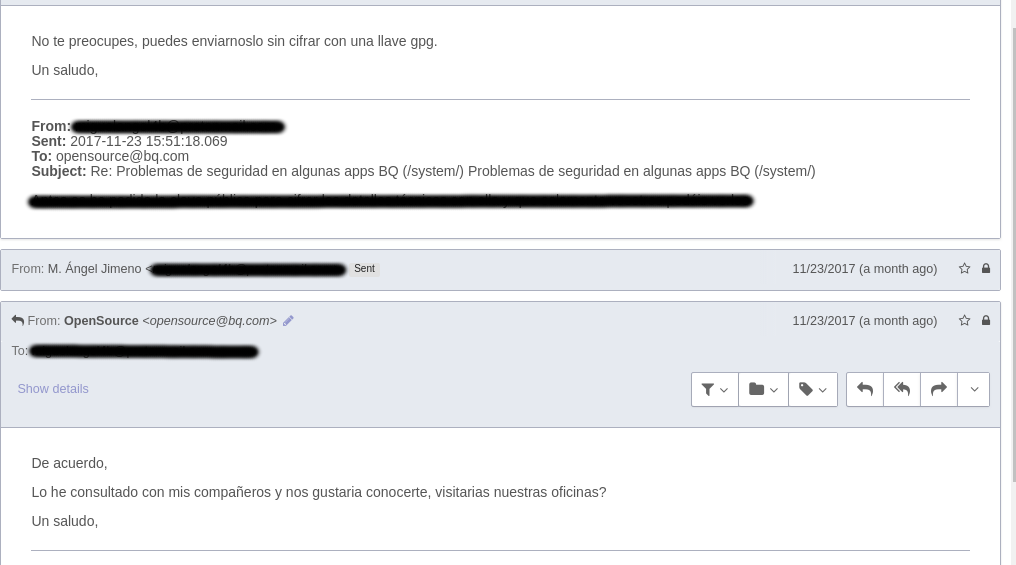 No te preocupes, puedes enviarnoslo sin cifrar con una llave gpg.
Un saludo,
From:
Sent: 2017-11-23 15:51:18.069
To: opensource@bq.com
Subject: Re: Problemas de seguridad en algunas apps BQ (/system/) Problemas de seguridad en algunas apps BQ (/system/)
From: M. Ángel Jimeno < Sent 11/23/2017 (a month ago)
From: OpenSource <opensource@bq.com> 11/23/2017 (a month ago)
To:
Show details
De acuerdo,
Lo he consultado con mis compañeros y nos gustaria conocerte, visitarias nuestras oficinas?
Un saludo,